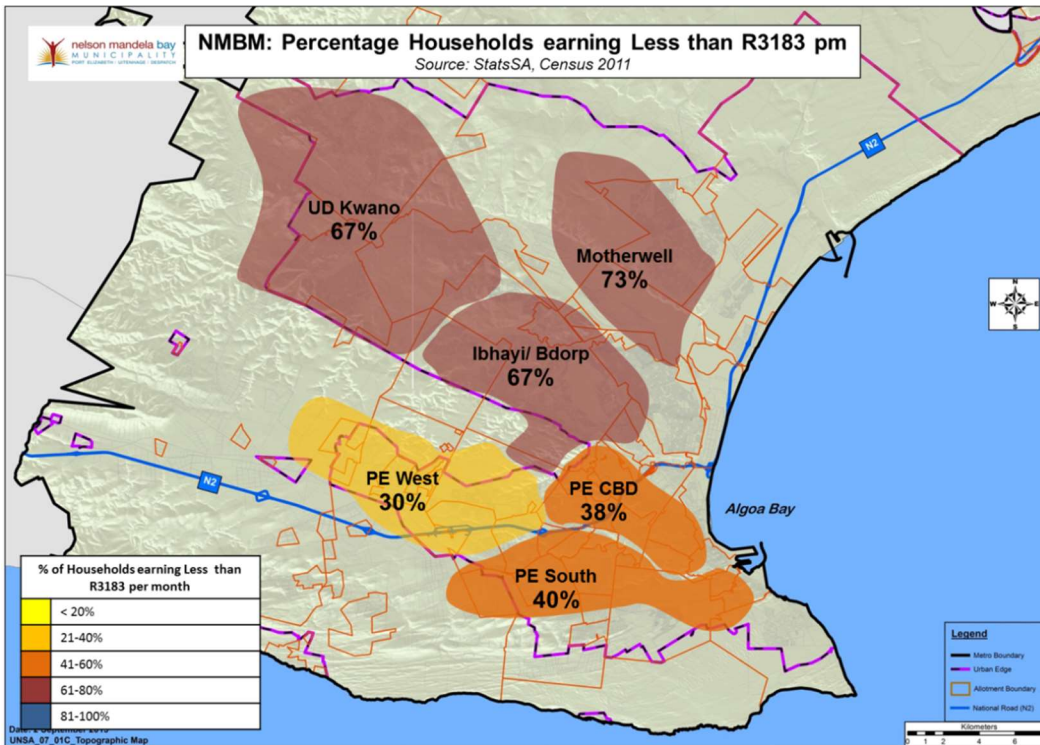 nelson mandela bay
MUNICIPALITY
PORT ELIZABETH - UITENHAGE - DESPATCH
NMBM: Percentage Households earning Less than R3183 pm
Source: StatsSA, Census 2011
N2
UD Kwano
67%
Motherwell
73%
N
W E
S
Ibhayi/ Bdorp
67%
PE West
30%
N2
PE CBD
38%
Algoa Bay
PE South
40%
% of Households earning Less than
R3183 per month
< 20%
21-40%
41-60%
61-80%
81-100%
Legend
Metro Boundary
Urban Edge
Allotment Boundary
National Road (N2)
Kilometers
0 1 2 4 6
UNSA_07_01C_Topographic Map